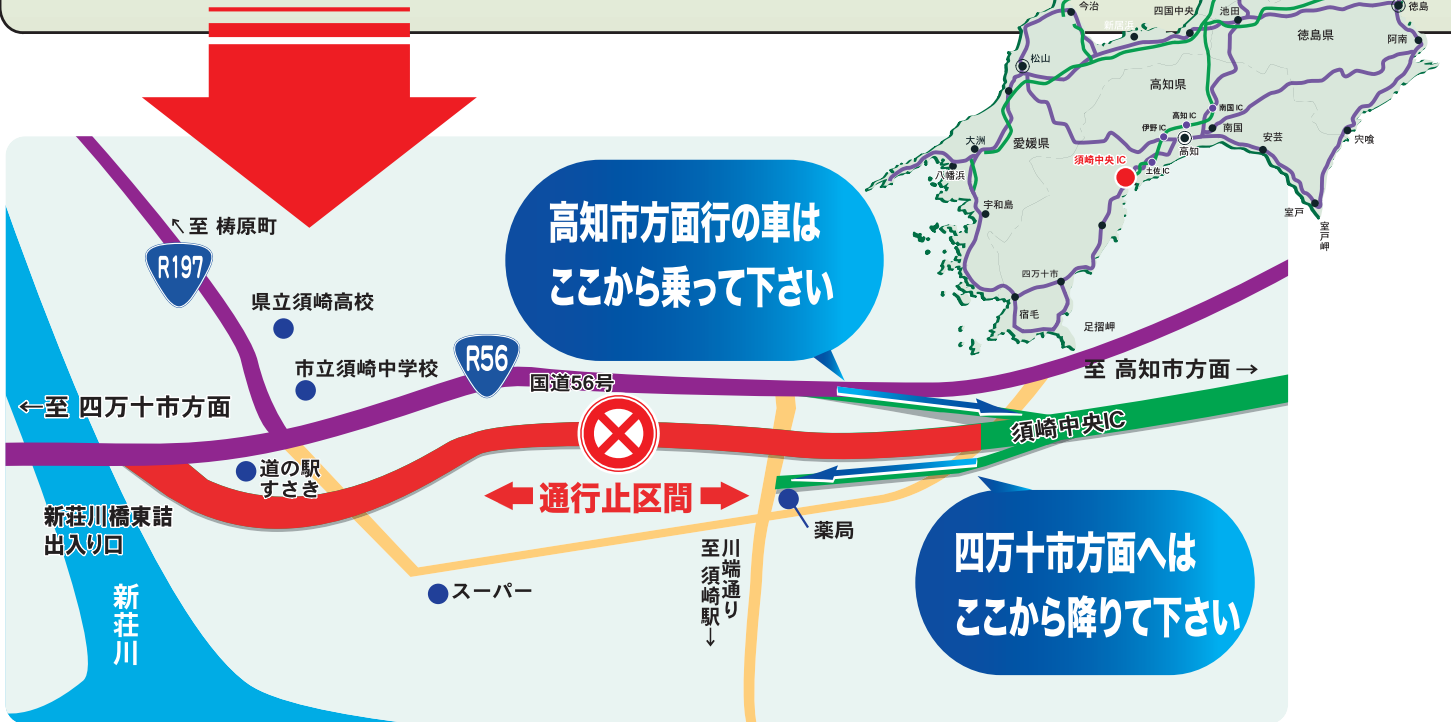 今治
新居浜
四国中央
池田
徳島
徳島県
阿南
松山
高知県
南国IC
高知IC
伊野IC
南国
高知
安芸
宍喰
大洲
愛媛県
須崎中央IC
土佐IC
八幡浜
宇和島
室戸
室戸岬
四万十市
宿毛
足摺岬
↖至 梼原町
R197
県立須崎高校
市立須崎中学校
R56
国道56号
高知市方面行の車は
ここから乗って下さい
至 高知市方面→
←至 四万十市方面
須崎中央IC
道の駅
すさき
通行止区間
新荘川橋東詰
出入り口
薬局
川端通り
至 須崎駅→
スーパー
新荘川
四万十市方面へは
ここから降りて下さい